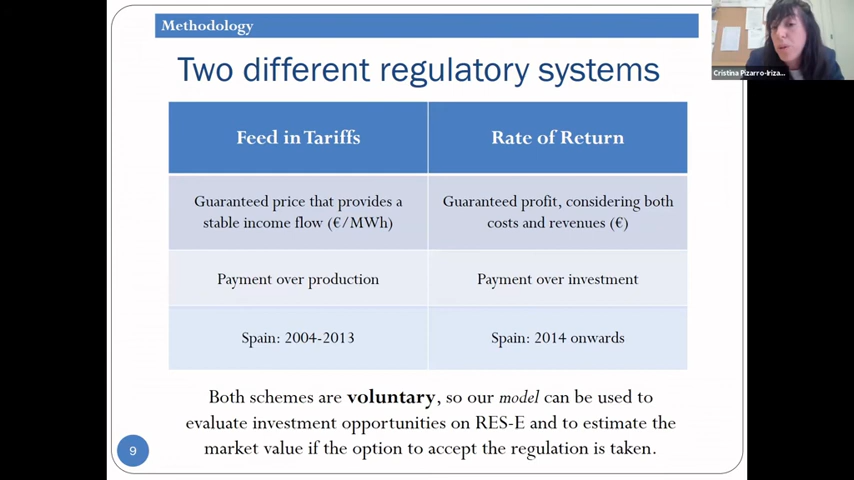 Methodology
Two different regulatory systems
Feed in Tariffs
Rate of Return
Guaranteed price that provides a
stable income flow (€/MWh)
Guaranteed profit, considering both
costs and revenues (€)
Payment over production
Payment over investment
Spain: 2004-2013
Spain: 2014 onwards
Both schemes are voluntary, so our model can be used to
evaluate investment opportunities on RES-E and to estimate the
market value if the option to accept the regulation is taken.
9
Cristina Pizarro-Iriza...